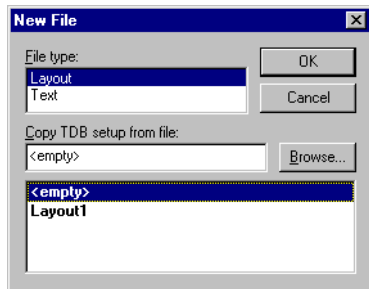 New File
File type:
Layout
Text
OK
Cancel
Copy TDB setup from file:
<empty>
Browse...
<empty>
Layout1